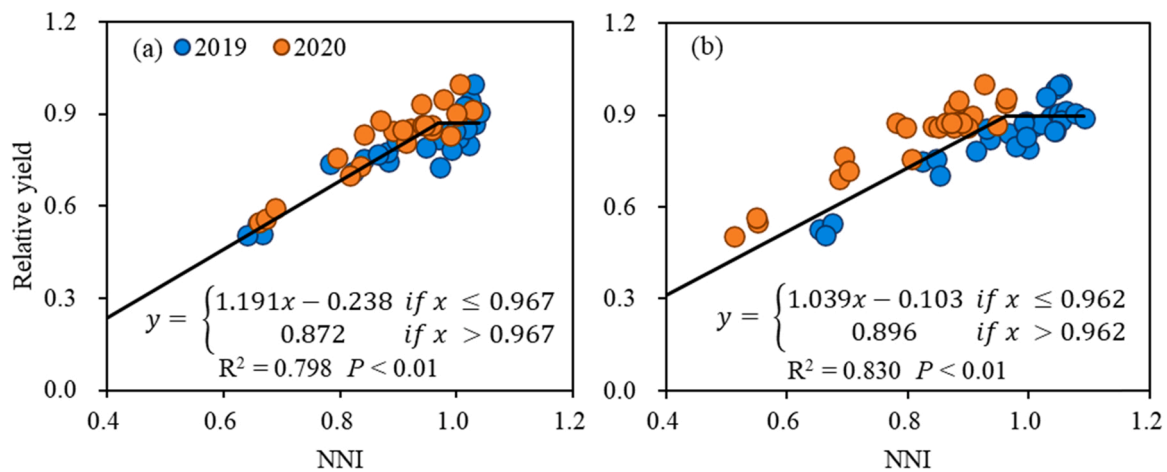 1.2
0.9
0.6
0.3
0.0
Relative yield
(a) 2019 2020
y = { 1.191x − 0.238 if x ≤ 0.967
0.872 if x > 0.967
R² = 0.798 P < 0.01
0.4 0.6 0.8 1.0 1.2
NNI
1.2
0.9
0.6
0.3
0.0
(b)
y = { 1.039x − 0.103 if x ≤ 0.962
0.896 if x > 0.962
R² = 0.830 P < 0.01
0.4 0.6 0.8 1.0 1.2
NNI